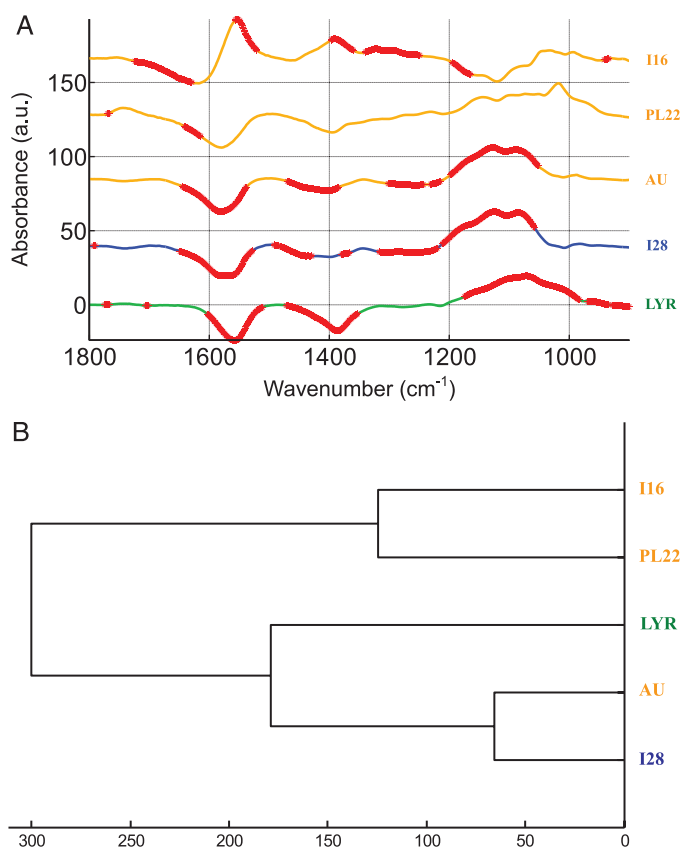 A
Absorbance (a.u.)
150
100
50
0
I16
PL22
AU
I28
LYR
1800 1600 1400 1200 1000
Wavenumber (cm-1)
B
I16
PL22
LYR
AU
I28
300 250 200 150 100 50 0